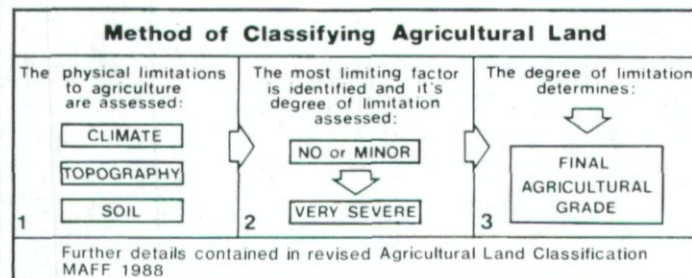 Method of Classifying Agricultural Land
The physical limitations
to agriculture
are assessed:
CLIMATE
TOPOGRAPHY
SOIL
1
The most limiting factor
is identified and it's
degree of limitation
assessed:
NO or MINOR
VERY SEVERE
2
The degree of limitation
determines:
FINAL
AGRICULTURAL
GRADE
3
Further details contained in revised Agricultural Land Classification
MAFF 1988